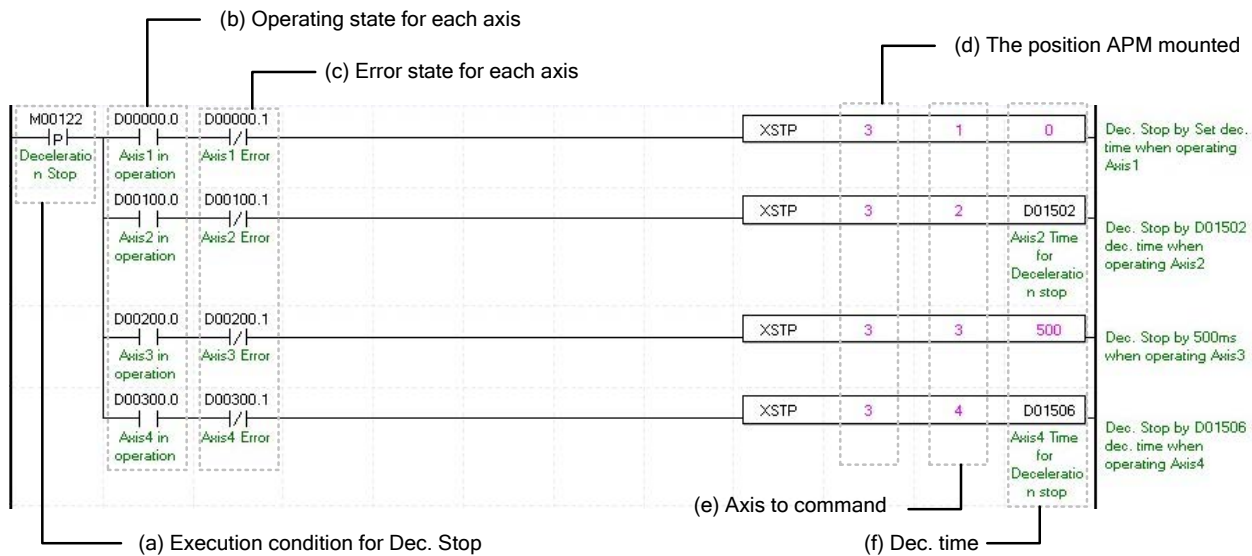 (b) Operating state for each axis
(d) The position APM mounted
(c) Error state for each axis
M00122
P
Deceleratio
n Stop
D00000.0
Axis1 in
operation
D00000.1
Axis1 Error
XSTP 3 1 0
Dec. Stop by Set dec.
time when operating
Axis1
D00100.0
Axis2 in
operation
D00100.1
Axis2 Error
XSTP 3 2 D01502
Axis2 Time
for
Deceleratio
n stop
Dec. Stop by D01502
dec. time when
operating Axis2
D00200.0
Axis3 in
operation
D00200.1
Axis3 Error
XSTP 3 3 500
Dec. Stop by 500ms
when operating Axis3
D00300.0
Axis4 in
operation
D00300.1
Axis4 Error
XSTP 3 4 D01506
Axis4 Time
for
Deceleratio
n stop
Dec. Stop by D01506
dec. time when
operating Axis4
(e) Axis to command
(a) Execution condition for Dec. Stop
(f) Dec. time